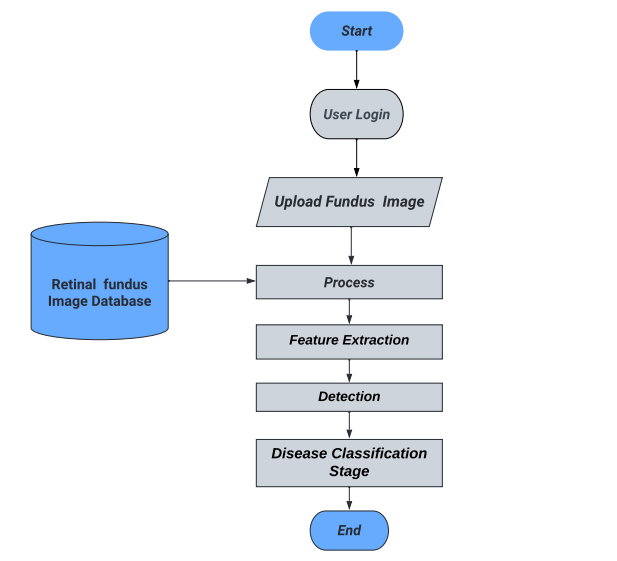 Start
User Login
Upload Fundus  Image
Retinal  fundus
Image Database
Process
Feature Extraction
Detection
Disease Classification
Stage
End